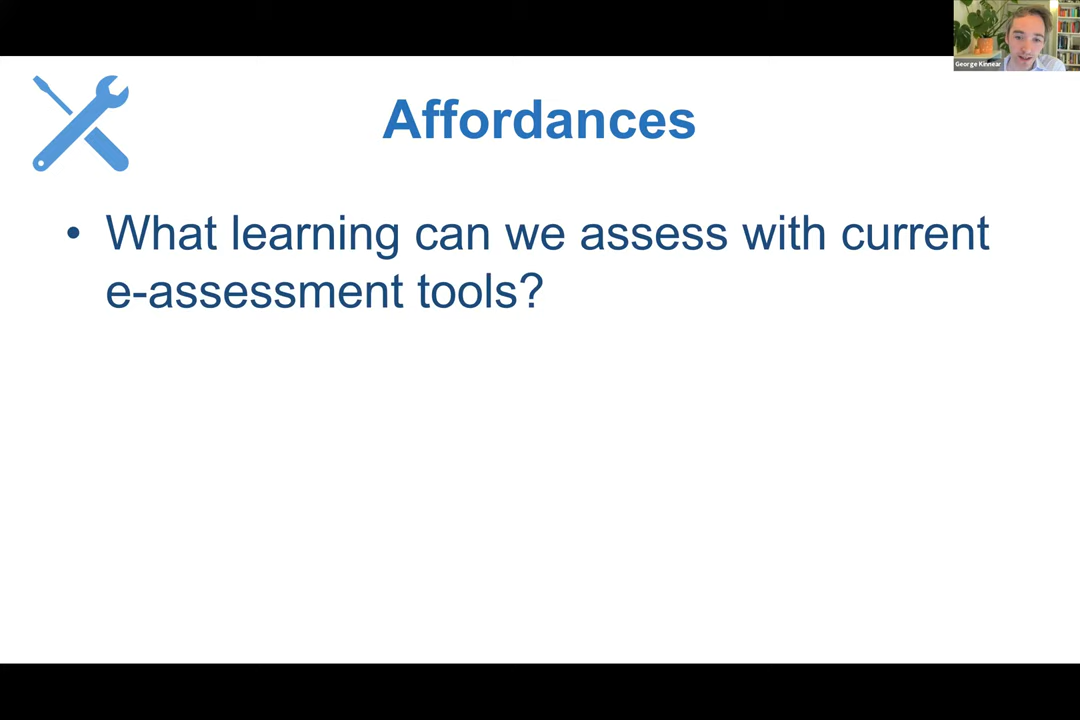 George Kinnear
Affordances
• What learning can we assess with current
e-assessment tools?